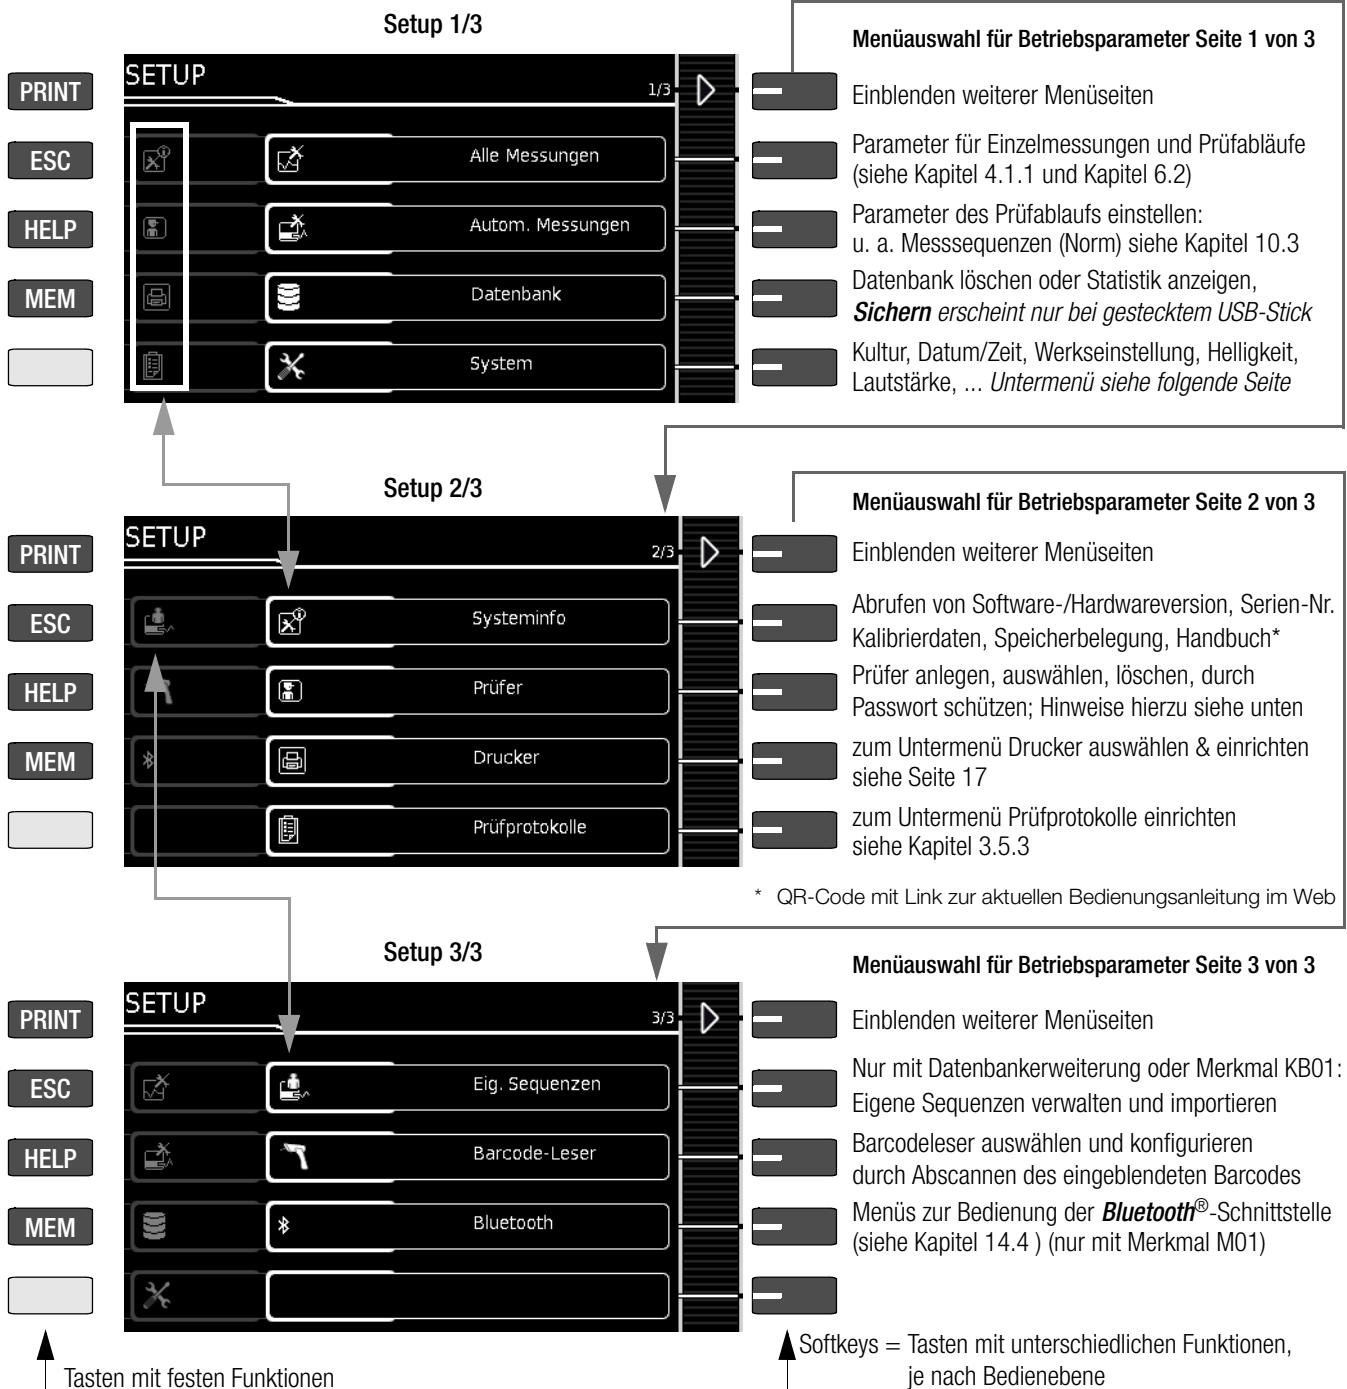 Setup 1/3
Menüauswahl für Betriebsparameter Seite 1 von 3
SETUP
1/3
PRINT
Einblenden weiterer Menüseiten
ESC
Alle Messungen
Parameter für Einzelmessungen und Prüfabläufe
(siehe Kapitel 4.1.1 und Kapitel 6.2)
HELP
Autom. Messungen
Parameter des Prüfablaufs einstellen:
u. a. Messsequenzen (Norm) siehe Kapitel 10.3
MEM
Datenbank
Datenbank löschen oder Statistik anzeigen,
Sichern erscheint nur bei gestecktem USB-Stick
System
Kultur, Datum/Zeit, Werkseinstellung, Helligkeit,
Lautstärke, ... Untermenü siehe folgende Seite
Setup 2/3
Menüauswahl für Betriebsparameter Seite 2 von 3
SETUP
2/3
PRINT
Einblenden weiterer Menüseiten
ESC
Systeminfo
Abrufen von Software-/Hardwareversion, Serien-Nr.
Kalibrierdaten, Speicherbelegung, Handbuch*
HELP
Prüfer
Prüfer anlegen, auswählen, löschen, durch
Passwort schützen; Hinweise hierzu siehe unten
MEM
Drucker
zum Untermenü Drucker auswählen & einrichten
siehe Seite 17
Prüfprotokolle
zum Untermenü Prüfprotokolle einrichten
siehe Kapitel 3.5.3
* QR-Code mit Link zur aktuellen Bedienungsanleitung im Web
Setup 3/3
Menüauswahl für Betriebsparameter Seite 3 von 3
SETUP
3/3
PRINT
Einblenden weiterer Menüseiten
ESC
Eig. Sequenzen
Nur mit Datenbankerweiterung oder Merkmal KB01:
Eigene Sequenzen verwalten und importieren
HELP
Barcode-Leser
Barcodeleser auswählen und konfigurieren
durch Abscannen des eingeblendeten Barcodes
MEM
Bluetooth
Menüs zur Bedienung der Bluetooth®-Schnittstelle
(siehe Kapitel 14.4 ) (nur mit Merkmal M01)
Softkeys = Tasten mit unterschiedlichen Funktionen,
je nach Bedienebene
Tasten mit festen Funktionen